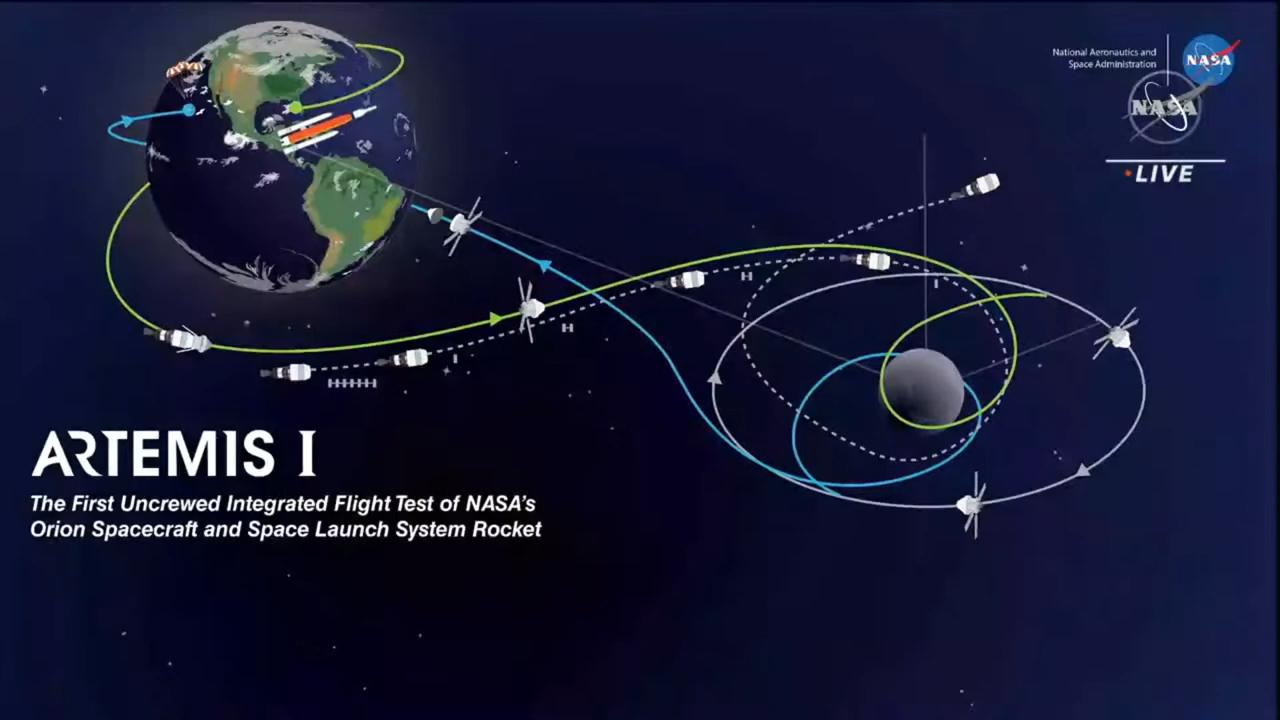 National Aeronautics and
Space Administration
NASA
NASA
LIVE
ARTEMIS I
The First Uncrewed Integrated Flight Test of NASA's
Orion Spacecraft and Space Launch System Rocket